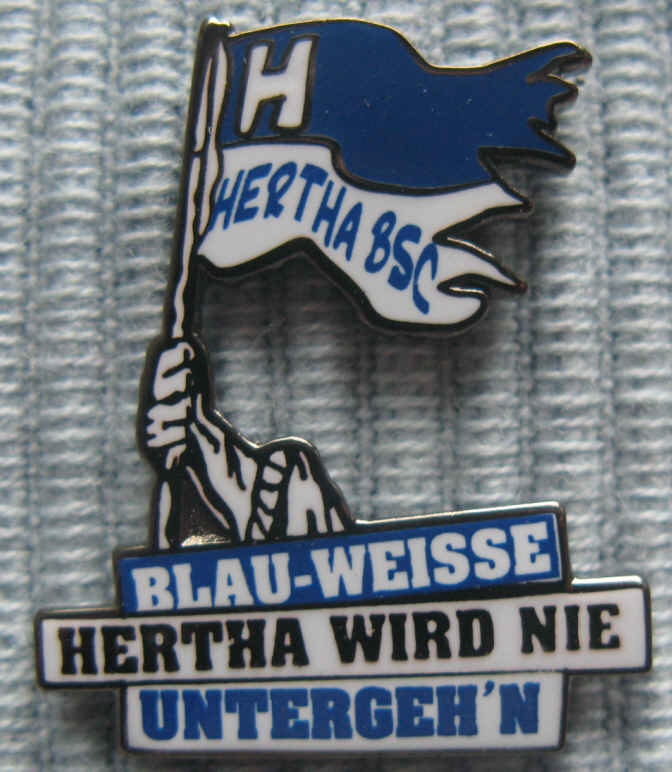 H
HERTHA BSC
BLAU-WEISSE
HERTHA WIRD NIE
UNTERGEH'N